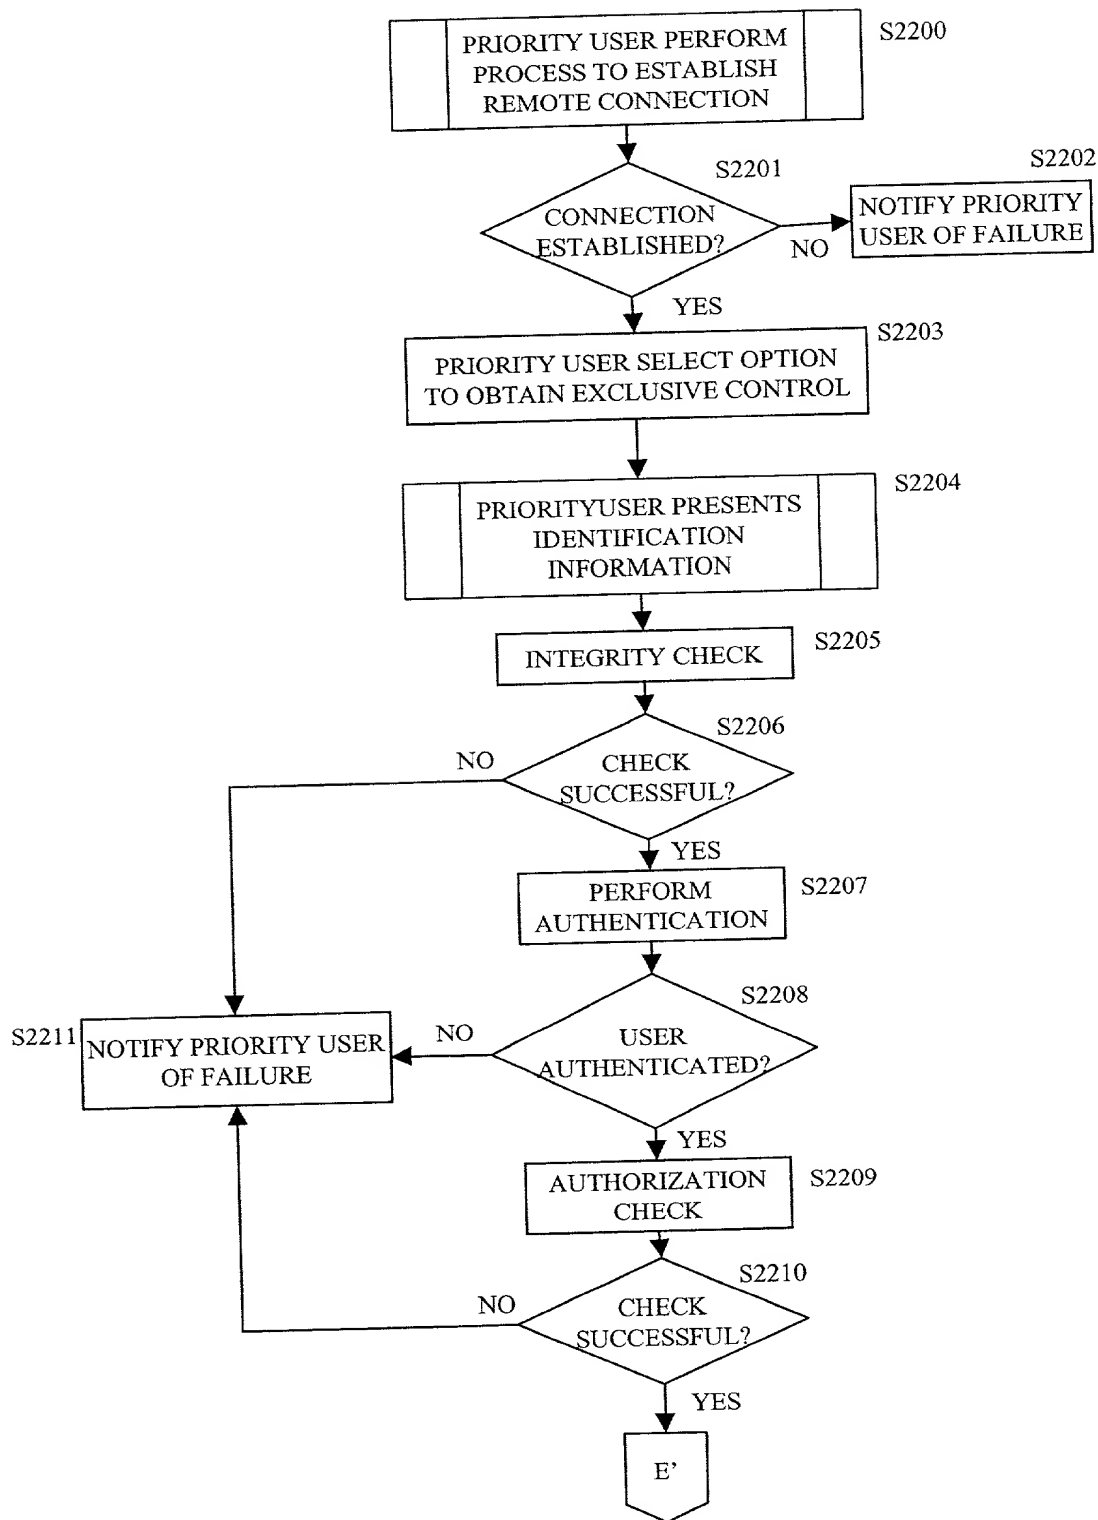 PRIORITY USER PERFORM
PROCESS TO ESTABLISH
REMOTE CONNECTION
S2200
S2201
CONNECTION
ESTABLISHED?
NO
S2202
NOTIFY PRIORITY
USER OF FAILURE
YES
S2203
PRIORITY USER SELECT OPTION
TO OBTAIN EXCLUSIVE CONTROL
S2204
PRIORITYUSER PRESENTS
IDENTIFICATION
INFORMATION
S2205
INTEGRITY CHECK
S2206
NO
CHECK
SUCCESSFUL?
YES
S2207
PERFORM
AUTHENTICATION
S2208
S2211
NOTIFY PRIORITY USER
OF FAILURE
NO
USER
AUTHENTICATED?
YES
AUTHORIZATION
CHECK
S2209
S2210
NO
CHECK
SUCCESSFUL?
YES
E’